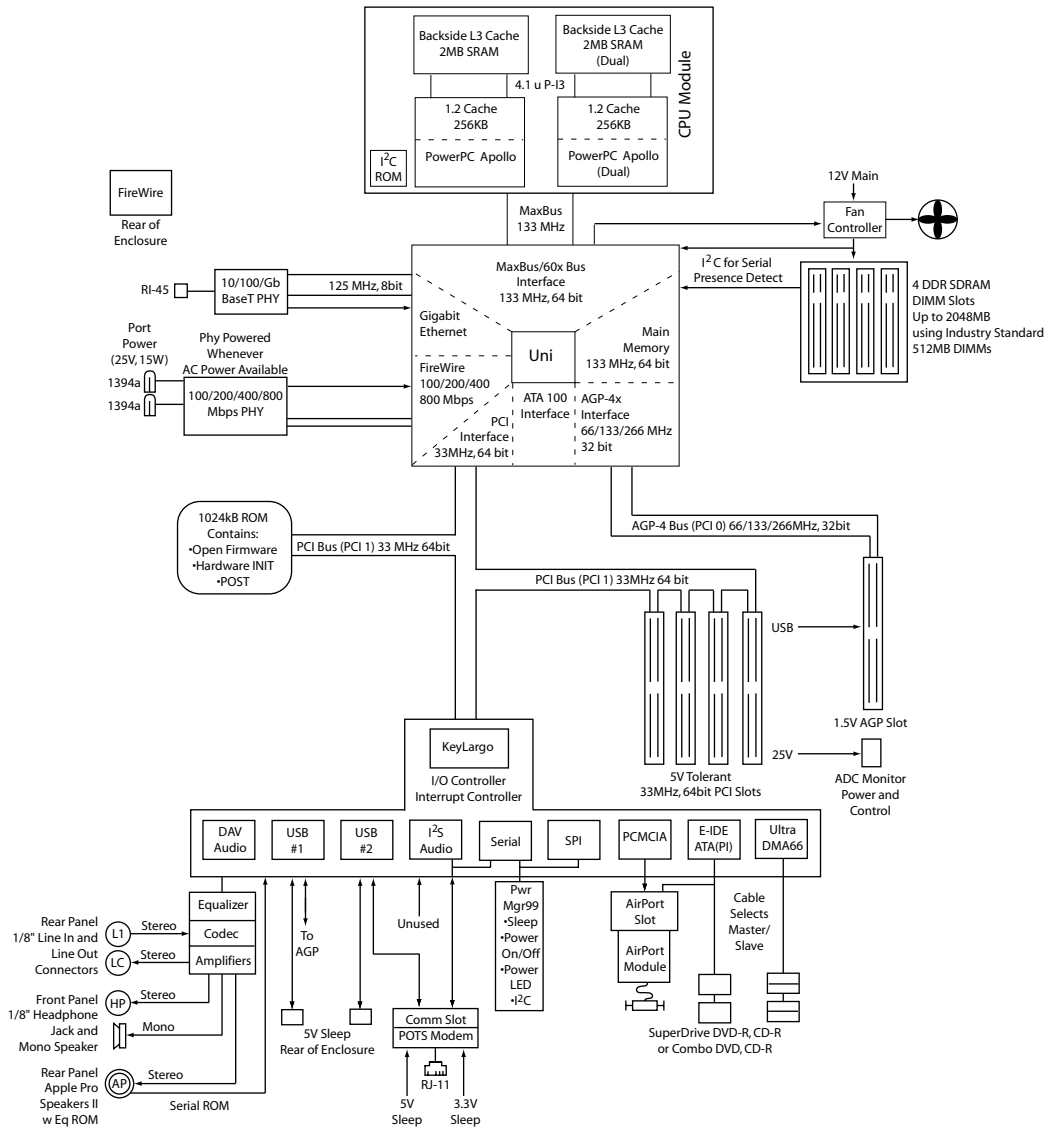 Backside L3 Cache
2MB SRAM
Backside L3 Cache
2MB SRAM
(Dual)
4.1 u P-I3
1.2 Cache
256KB
PowerPC Apollo
1.2 Cache
256KB
PowerPC Apollo
(Dual)
I2C
ROM
CPU Module
FireWire
Rear of
Enclosure
MaxBus
133 MHz
12V Main
Fan
Controller
I2C for Serial
Presence Detect
4 DDR SDRAM
DIMM Slots
Up to 2048MB
using Industry Standard
512MB DIMMs
RI-45
10/100/Gb
BaseT PHY
125 MHz, 8bit
MaxBus/60x Bus
Interface
133 MHz, 64 bit
Gigabit
Ethernet
Uni
Main
Memory
133 MHz, 64 bit
Port
Power
(25V, 15W)
Phy Powered
Whenever
AC Power Available
1394a
1394a
100/200/400/800
Mbps PHY
FireWire
100/200/400
800 Mbps
PCI
Interface
33MHz, 64 bit
ATA 100
Interface
AGP-4x
Interface
66/133/266 MHz
32 bit
1024kB ROM
Contains:
•Open Firmware
•Hardware INIT
•POST
PCI Bus (PCI 1) 33 MHz 64bit
AGP-4 Bus (PCI 0) 66/133/266MHz, 32bit
PCI Bus (PCI 1) 33MHz 64 bit
USB
1.5V AGP Slot
25V
ADC Monitor
Power and
Control
5V Tolerant
33MHz, 64bit PCI Slots
KeyLargo
I/O Controller
Interrupt Controller
DAV
Audio
USB
#1
USB
#2
I2S
Audio
Serial
SPI
PCMCIA
E-IDE
ATA(PI)
Ultra
DMA66
Equalizer
Codec
Amplifiers
Rear Panel
1/8" Line In and
Line Out
Connectors
L1
Stereo
LC
Stereo
Front Panel
1/8" Headphone
Jack and
Mono Speaker
HP
Stereo
Mono
Rear Panel
Apple Pro
Speakers II
w Eq ROM
AP
Stereo
Serial ROM
To
AGP
5V Sleep
Rear of Enclosure
Unused
Comm Slot
POTS Modem
RJ-11
5V
Sleep
3.3V
Sleep
Pwr
Mgr99
•Sleep
•Power
On/Off
•Power
LED
•I2C
AirPort
Slot
AirPort
Module
Cable
Selects
Master/
Slave
SuperDrive DVD-R, CD-R
or Combo DVD, CD-R